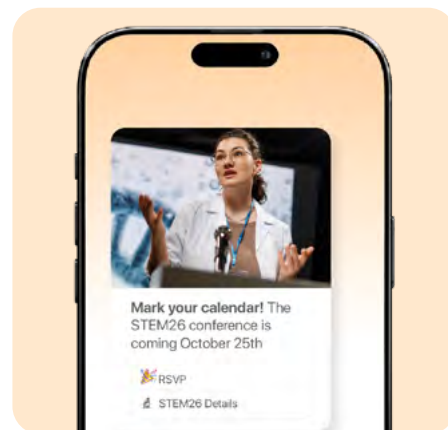 Mark your calendar! The
STEM26 conference is
coming October 25th
🎉 RSVP
🔬 STEM26 Details